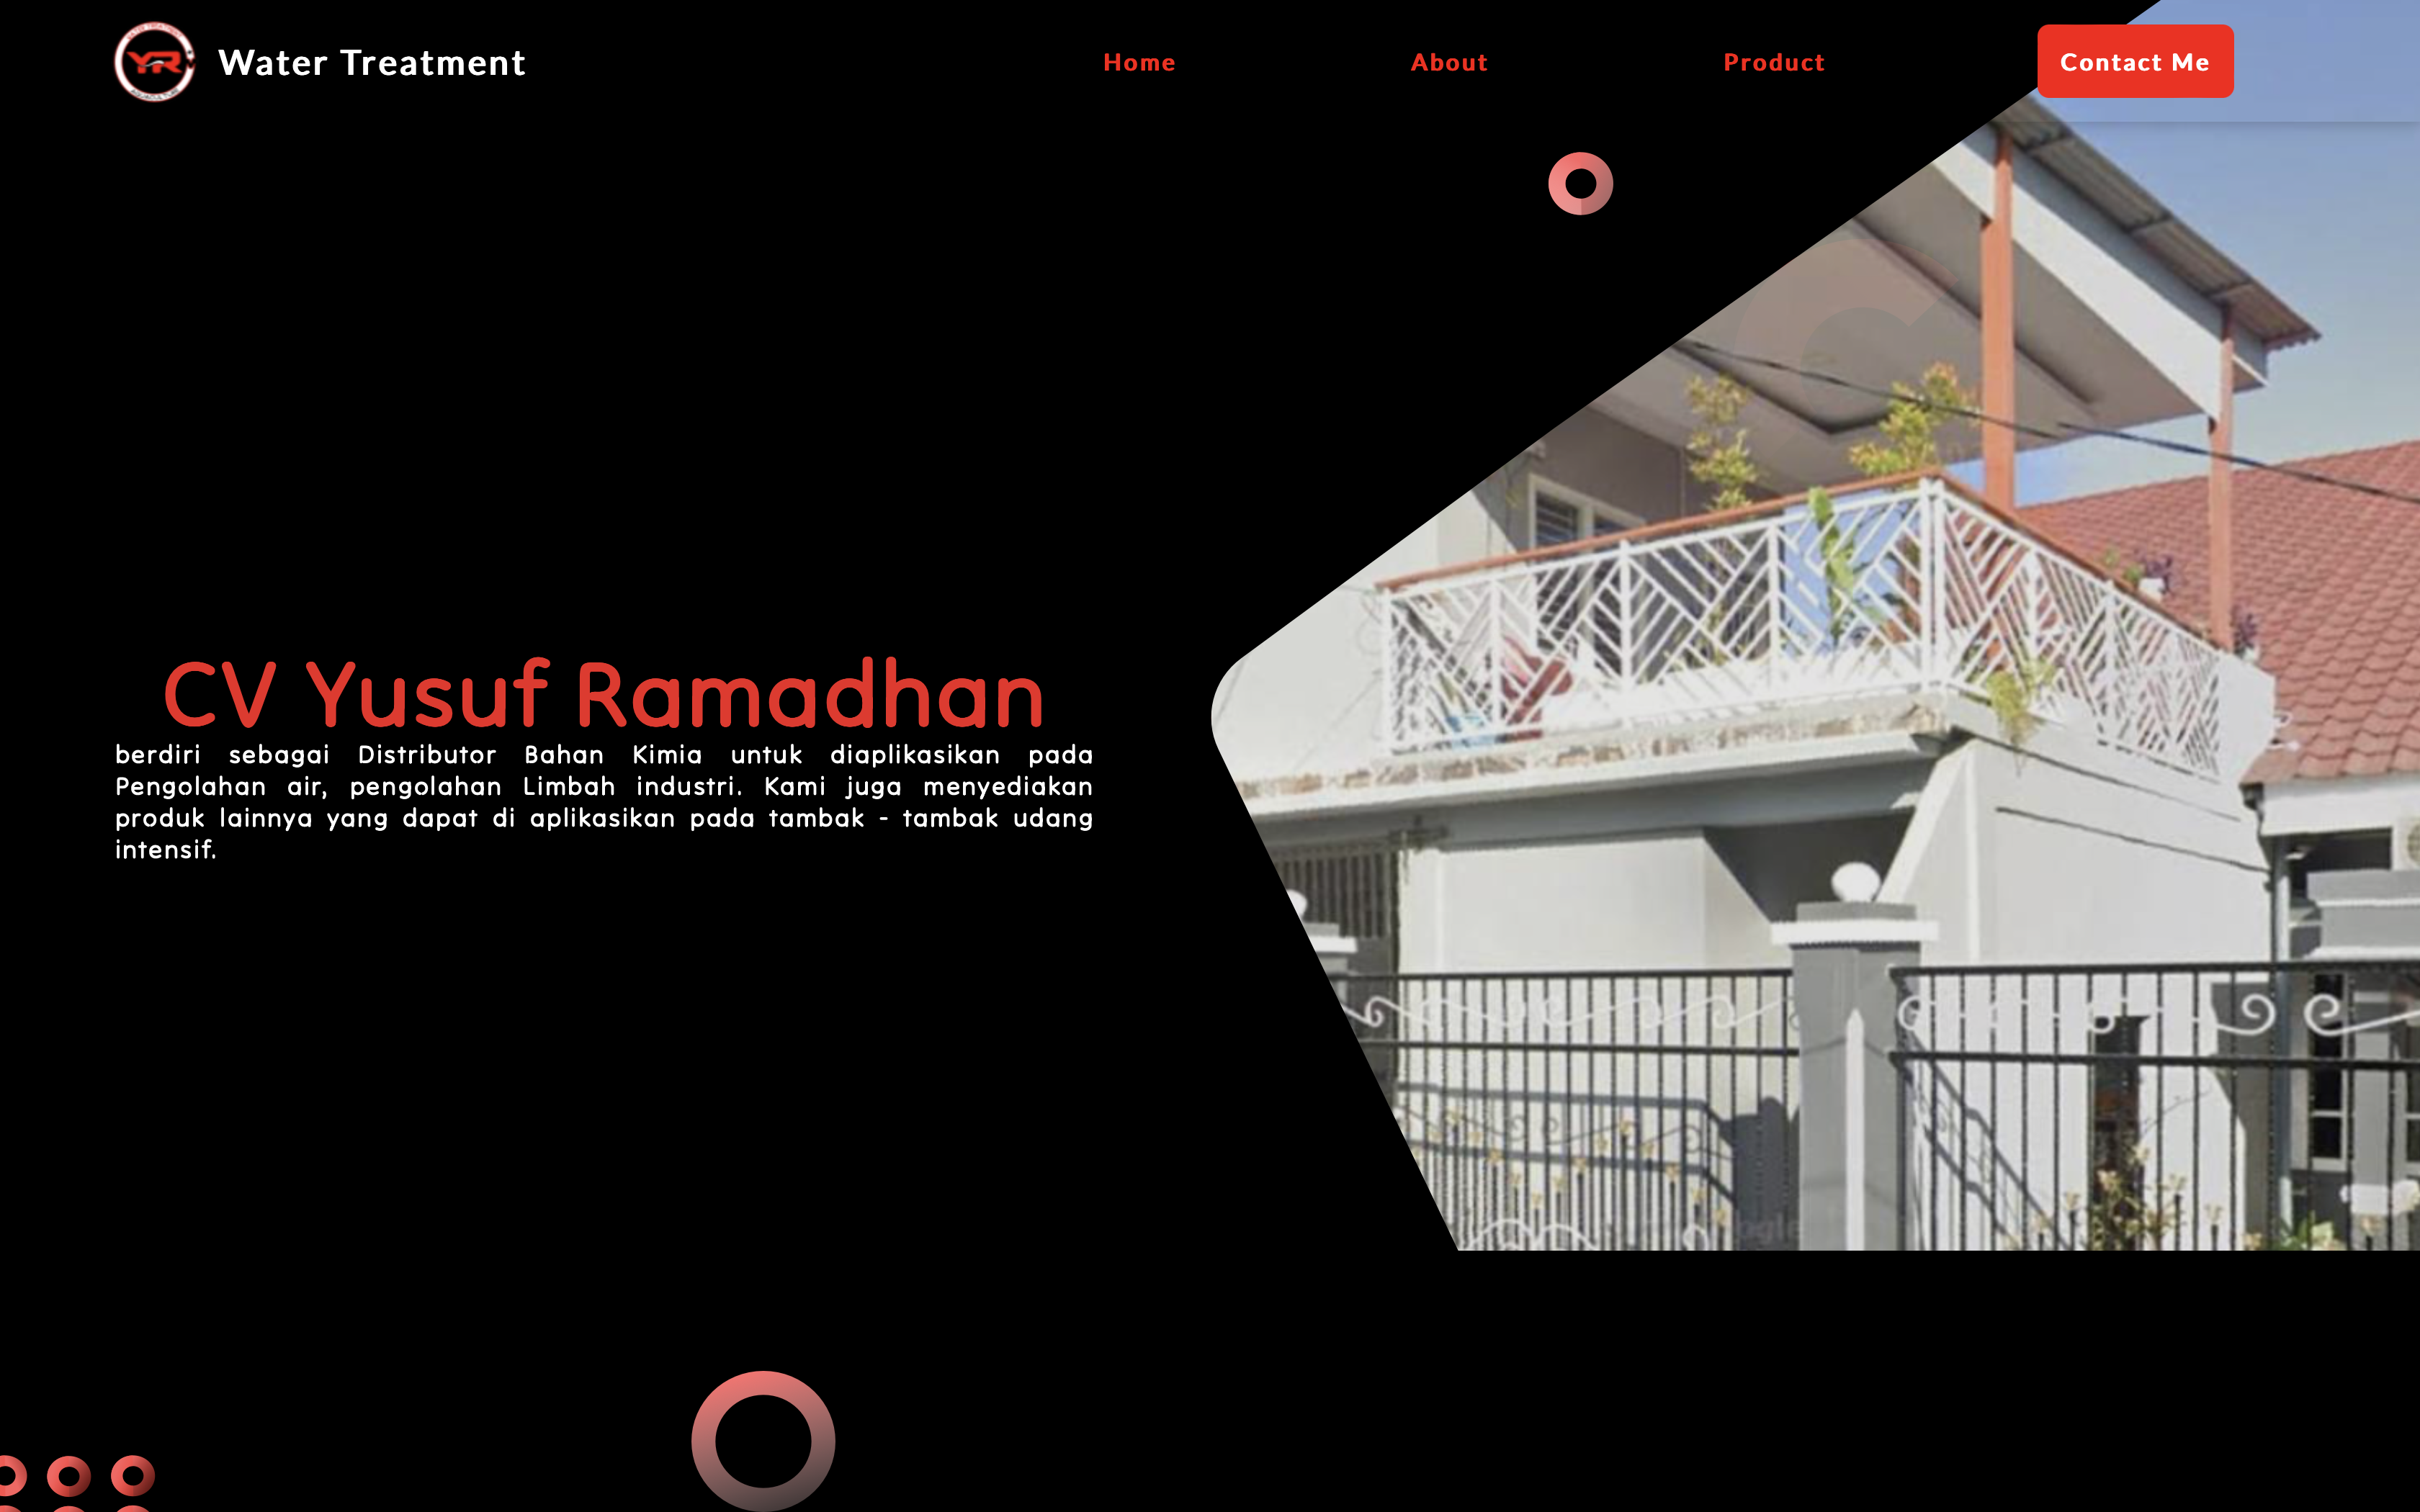 YR
Water Treatment
Home
About
Product
Contact Me
CV Yusuf Ramadhan
berdiri sebagai Distributor Bahan Kimia untuk diaplikasikan pada
Pengolahan air, pengolahan Limbah industri. Kami juga menyediakan
produk lainnya yang dapat di aplikasikan pada tambak - tambak udang
intensif.